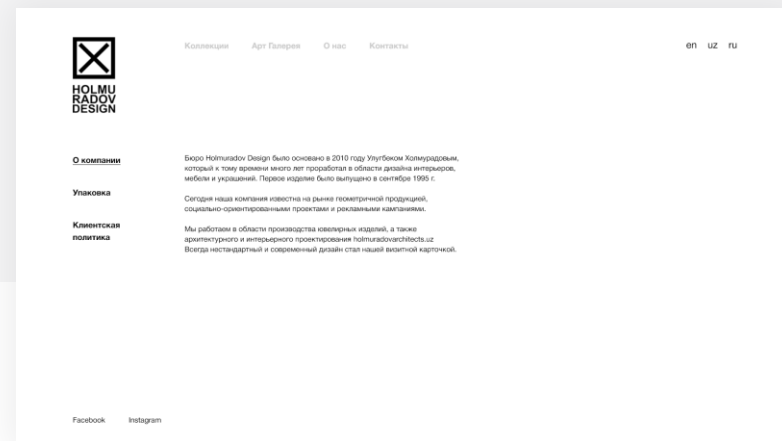 Коллекции Арт Галерея О нас Контакты
en uz ru
HOLMU
RADOV
DESIGN
О компании
Упаковка
Клиентская
политика
Бюро Holmuradov Design было основано в 2010 году Улугбеком Холмурадовым,
который к тому времени много лет проработал в области дизайна интерьеров,
мебели и украшений. Первое изделие было выпущено в сентябре 1995 г.
Сегодня наша компания известна на рынке геометричной продукцией,
социально-ориентированными проектами и рекламными кампаниями.
Мы работаем в области производства ювелирных изделий, а также
архитектурного и интерьерного проектирования holmuradovarchitects.uz
Всегда нестандартный и современный дизайн стал нашей визитной карточкой.
Facebook Instagram